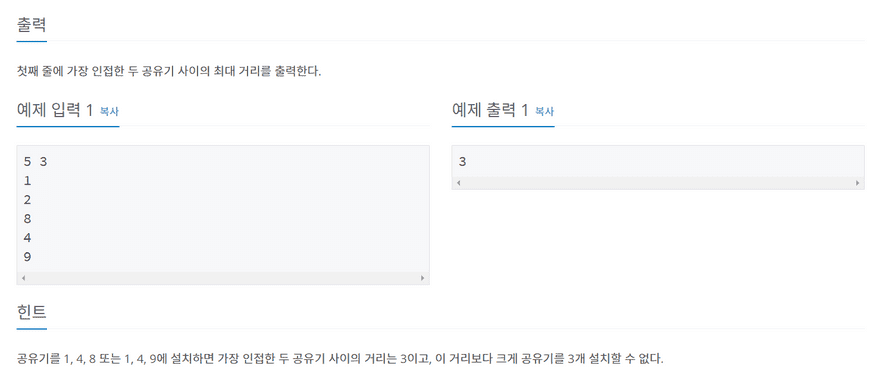 출력
첫째 줄에 가장 인접한 두 공유기 사이의 최대 거리를 출력한다.
예제 입력 1 복사
5 3
1
2
8
4
9
예제 출력 1 복사
3
힌트
공유기를 1, 4, 8 또는 1, 4, 9에 설치하면 가장 인접한 두 공유기 사이의 거리는 3이고, 이 거리보다 크게 공유기를 3개 설치할 수 없다.